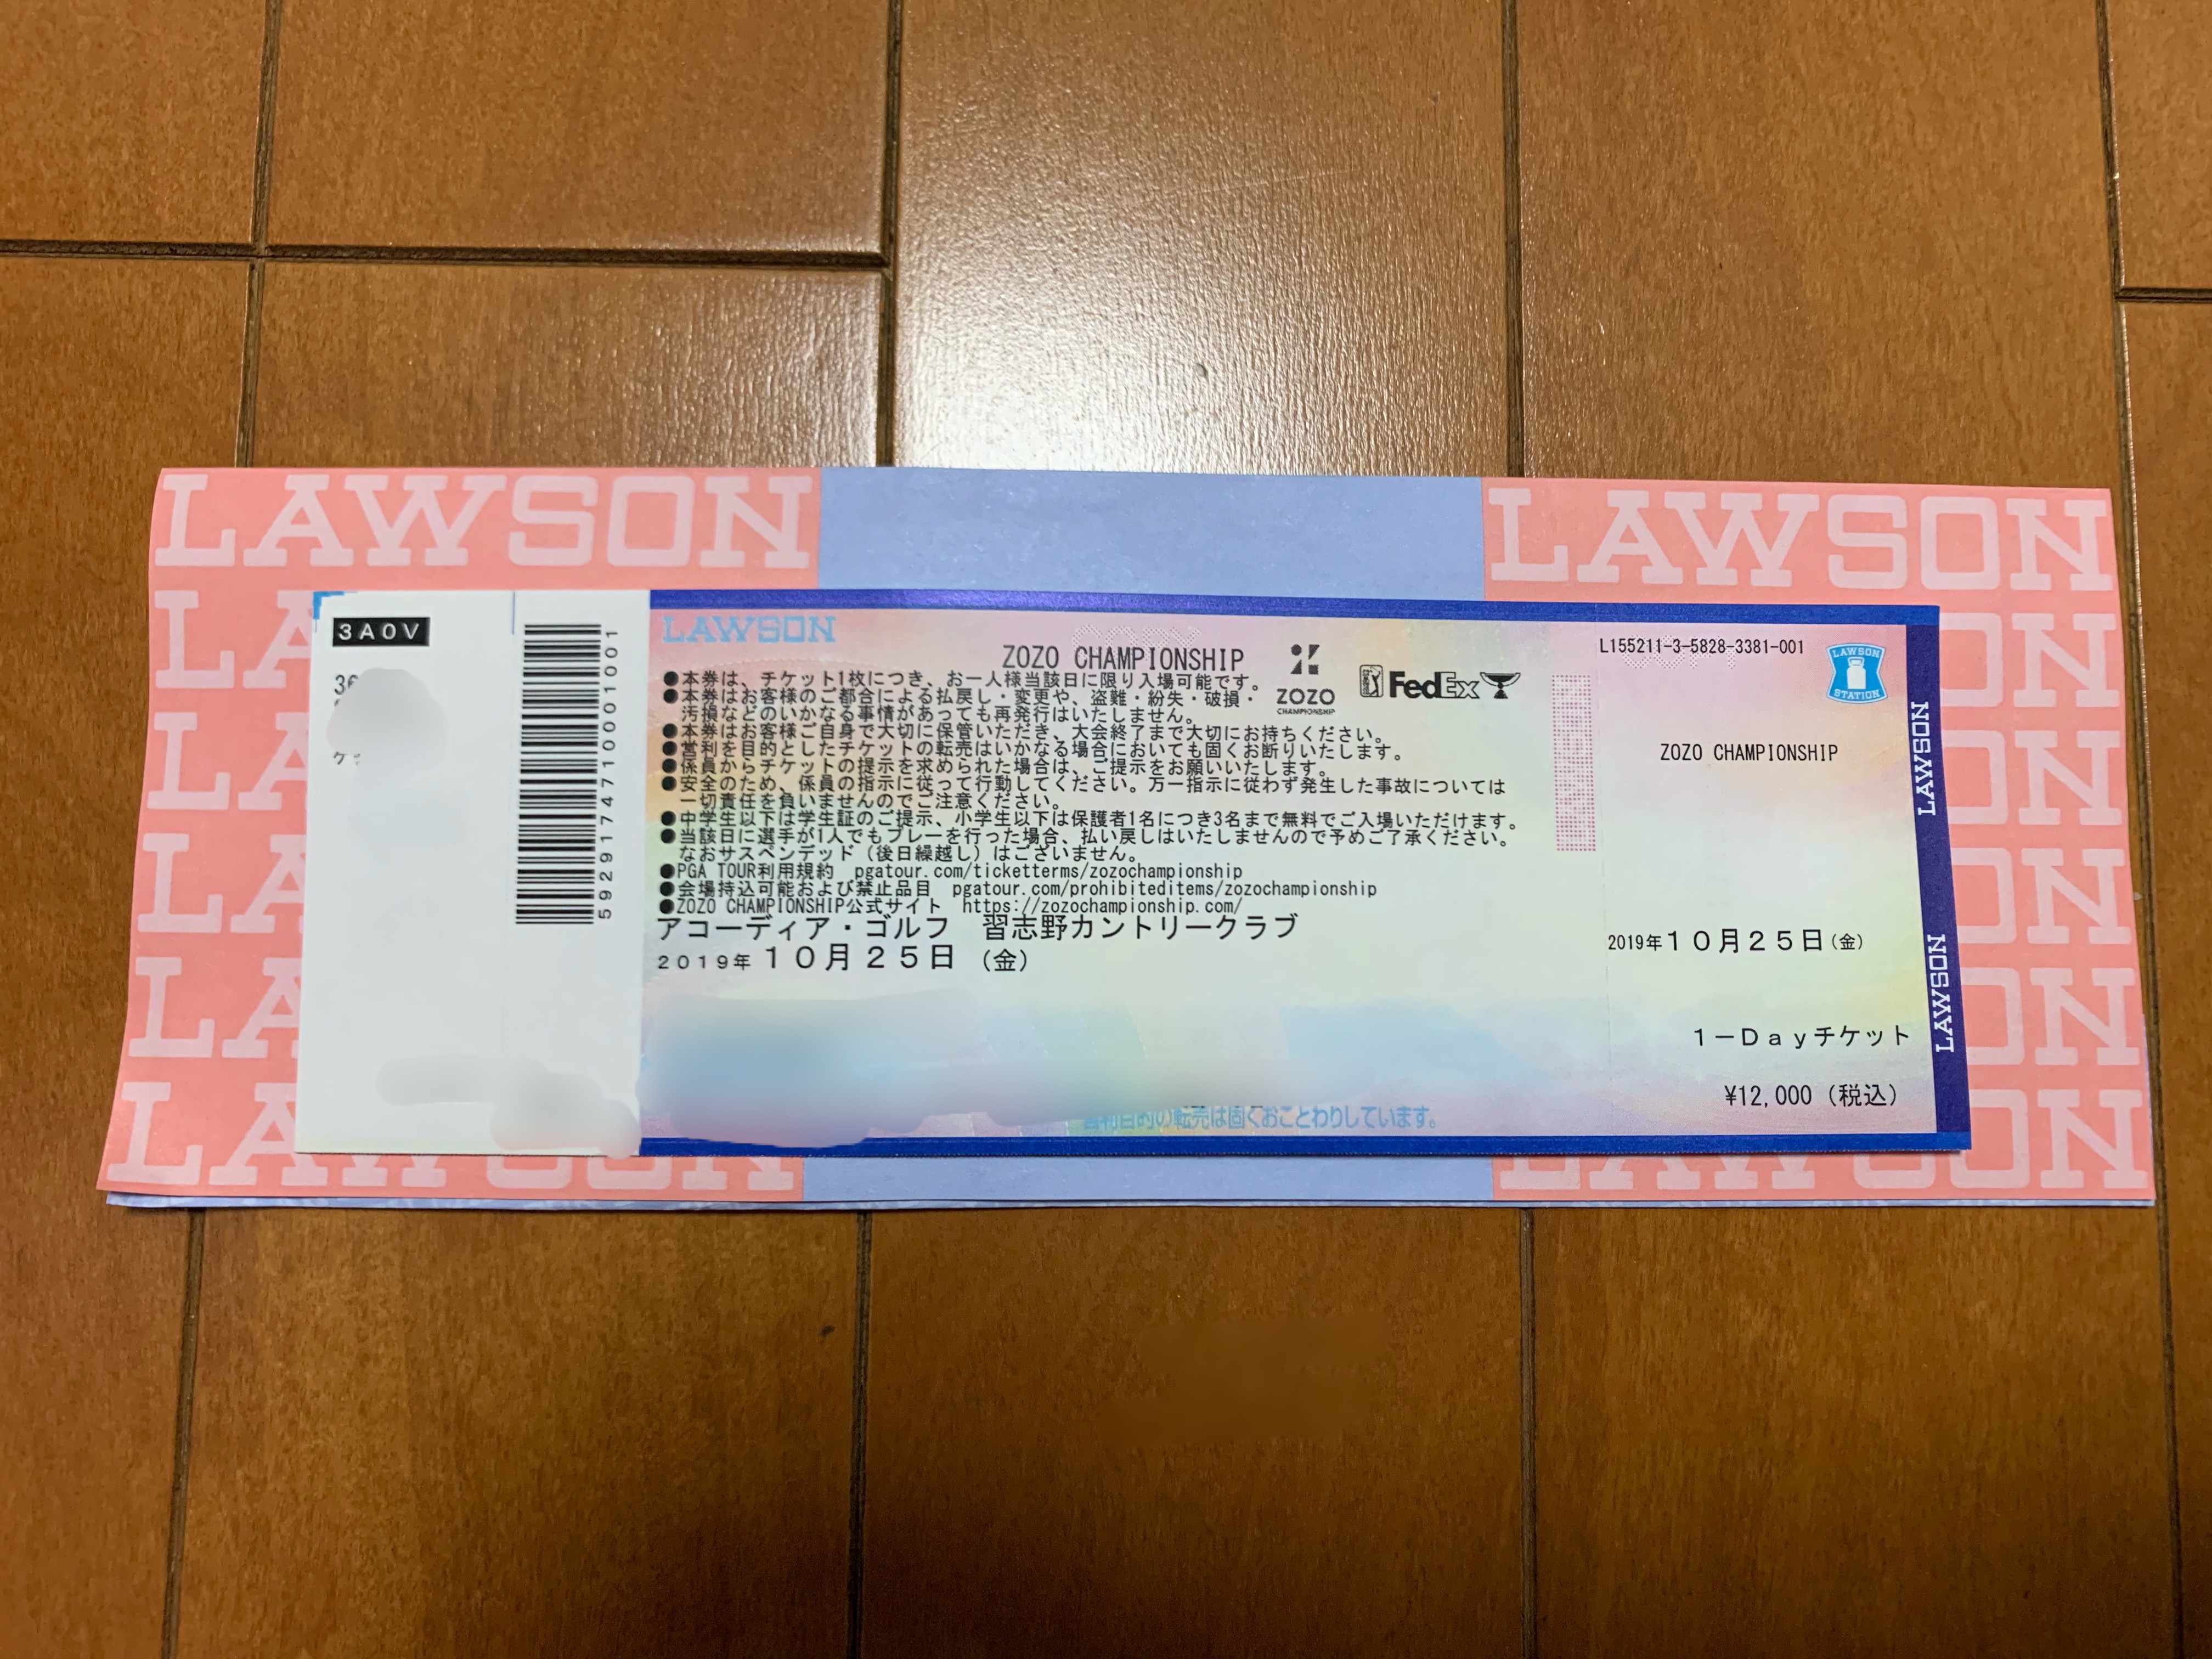 LAWSON
LAWSON
3A0V
59291747100010 01
LAWSON
ZOZO CHAMPIONSHIP
ZOZO
CHAMPIONSHIP
FedEx
●本券は、チケット1枚につき、お一人様当該日に限り入場可能です。
●本券はお客様のご都合による払戻し・変更や、盗難・紛失・破損・
汚損などのいかなる事情があっても再発行はいたしません。
●本券はお客様ご自身で大切に保管いただき、大会終了まで大切にお持ちください。
●営利を目的としたチケットの転売はいかなる場合においても固くお断りいたします。
●係員からチケットの提示を求められた場合は、ご提示をお願いいたします。
●安全のため、係員の指示に従って行動してください。万一指示に従わず発生した事故については
一切責任を負いませんのでご注意ください。
●中学生以下は学生証のご提示、小学生以下は保護者1名につき3名まで無料でご入場いただけます。
●当該日に選手が1人でもプレーを行った場合、払い戻しはいたしませんので予めご了承ください。
なおサスペンデッド（後日繰越し）はございません。
●PGA TOUR利用規約 pgatour.com/ticketterms/zozochampionship
●会場持込可能および禁止品目 pgatour.com/prohibiteditems/zozochampionship
●ZOZO CHAMPIONSHIP公式サイト https://zozochampionship.com/
アコーディア・ゴルフ 習志野カントリークラブ
2019年10月25日（金）
営利目的の転売は固くおことわりしています。
L155211-3-5828-3381-001
LAWSON
STATION
ZOZO CHAMPIONSHIP
2019年10月25日（金）
1－Dayチケット
¥12,000（税込）
LAWSON
LAWSON